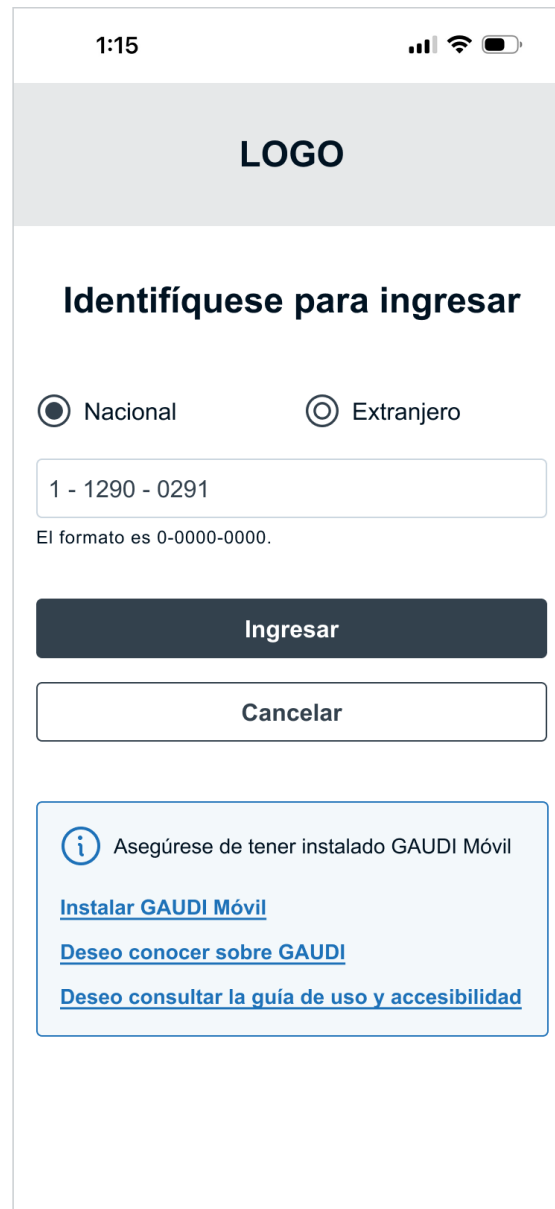 1:15
LOGO
Identifíquese para ingresar
Nacional
Extranjero
1 - 1290 - 0291
El formato es 0-0000-0000.
Ingresar
Cancelar
Asegúrese de tener instalado GAUDI Móvil
Instalar GAUDI Móvil
Deseo conocer sobre GAUDI
Deseo consultar la guía de uso y accesibilidad